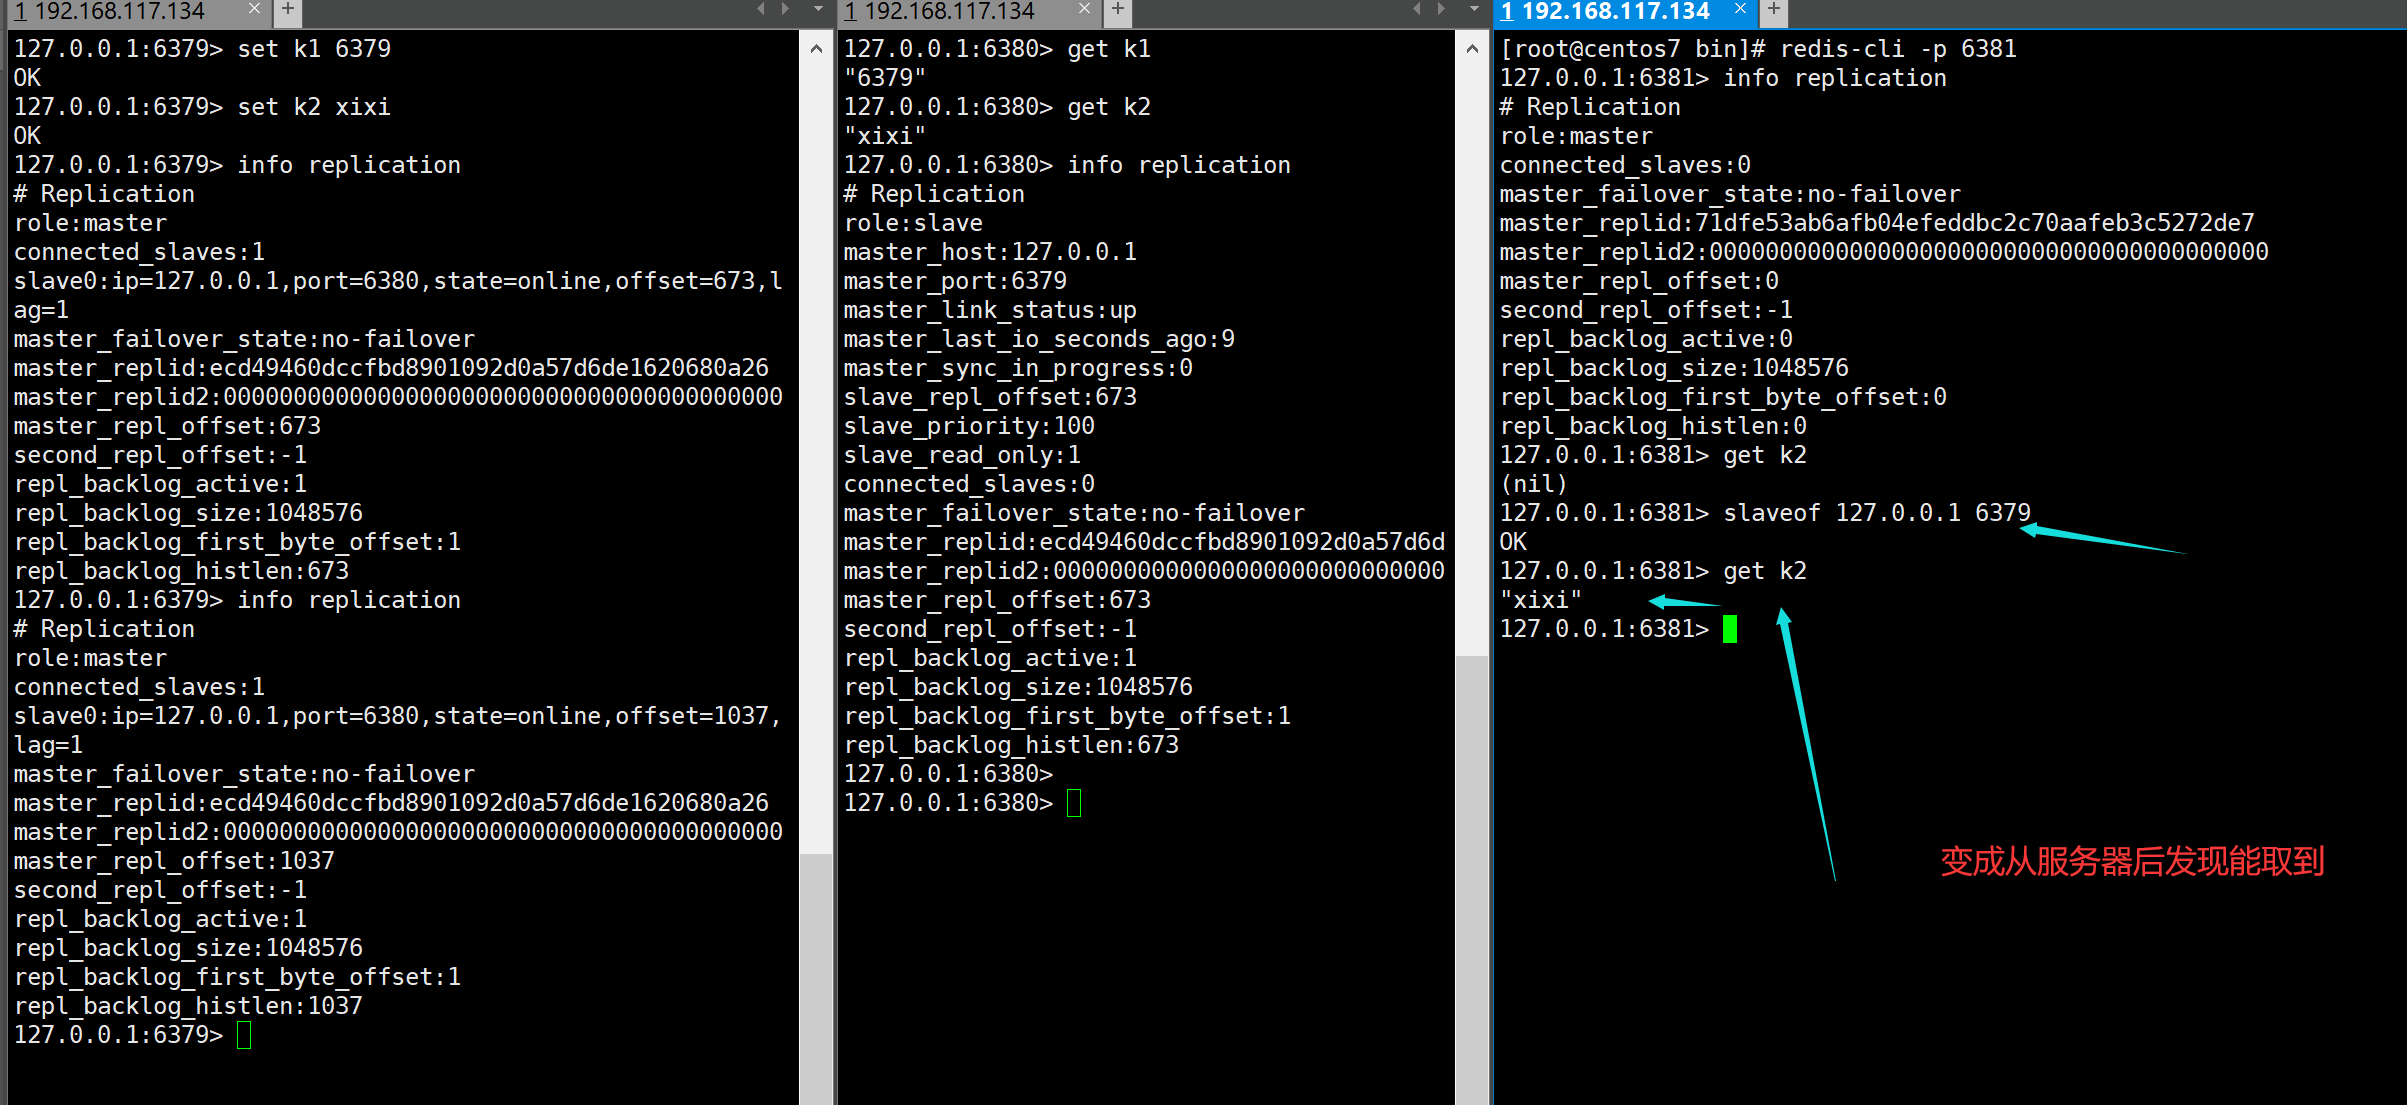 1 192.168.117.134 × +
127.0.0.1:6379> set k1 6379
OK
127.0.0.1:6379> set k2 xixi
OK
127.0.0.1:6379> info replication
# Replication
role:master
connected_slaves:1
slave0:ip=127.0.0.1,port=6380,state=online,offset=673,l
ag=1
master_failover_state:no-failover
master_replid:ecd49460dccfbd8901092d0a57d6de1620680a26
master_replid2:0000000000000000000000000000000000000000
master_repl_offset:673
second_repl_offset:-1
repl_backlog_active:1
repl_backlog_size:1048576
repl_backlog_first_byte_offset:1
repl_backlog_histlen:673
127.0.0.1:6379> info replication
# Replication
role:master
connected_slaves:1
slave0:ip=127.0.0.1,port=6380,state=online,offset=1037,
lag=1
master_failover_state:no-failover
master_replid:ecd49460dccfbd8901092d0a57d6de1620680a26
master_replid2:0000000000000000000000000000000000000000
master_repl_offset:1037
second_repl_offset:-1
repl_backlog_active:1
repl_backlog_size:1048576
repl_backlog_first_byte_offset:1
repl_backlog_histlen:1037
127.0.0.1:6379>
1 192.168.117.134 × +
127.0.0.1:6380> get k1
"6379"
127.0.0.1:6380> get k2
"xixi"
127.0.0.1:6380> info replication
# Replication
role:slave
master_host:127.0.0.1
master_port:6379
master_link_status:up
master_last_io_seconds_ago:9
master_sync_in_progress:0
slave_repl_offset:673
slave_priority:100
slave_read_only:1
connected_slaves:0
master_failover_state:no-failover
master_replid:ecd49460dccfbd8901092d0a57d6d
master_replid2:0000000000000000000000000000
master_repl_offset:673
second_repl_offset:-1
repl_backlog_active:1
repl_backlog_size:1048576
repl_backlog_first_byte_offset:1
repl_backlog_histlen:673
127.0.0.1:6380>
127.0.0.1:6380>
1 192.168.117.134 × +
[root@centos7 bin]# redis-cli -p 6381
127.0.0.1:6381> info replication
# Replication
role:master
connected_slaves:0
master_failover_state:no-failover
master_replid:71dfe53ab6afb04efeddbc2c70aafeb3c5272de7
master_replid2:0000000000000000000000000000000000000000
master_repl_offset:0
second_repl_offset:-1
repl_backlog_active:0
repl_backlog_size:1048576
repl_backlog_first_byte_offset:0
repl_backlog_histlen:0
127.0.0.1:6381> get k2
(nil)
127.0.0.1:6381> slaveof 127.0.0.1 6379
OK
127.0.0.1:6381> get k2
"xixi"
127.0.0.1:6381>
变成从服务器后发现能取到